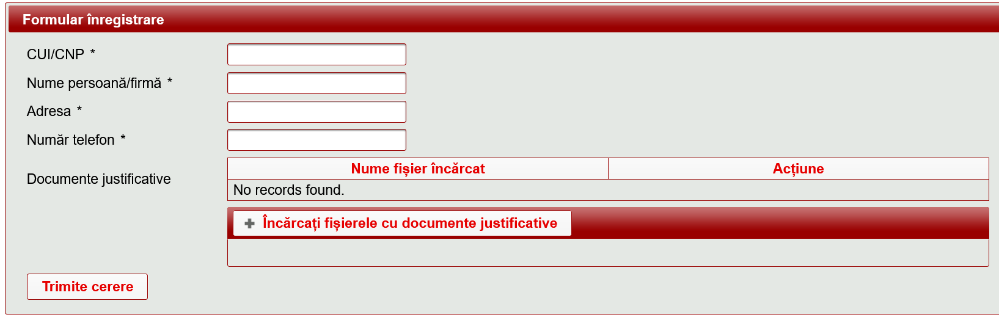 Formular înregistrare
CUI/CNP *
Nume persoană/firmă *
Adresa *
Număr telefon *
Nume fișier încărcat Acțiune
Documente justificative
No records found.
Încărcați fișierele cu documente justificative
Trimite cerere